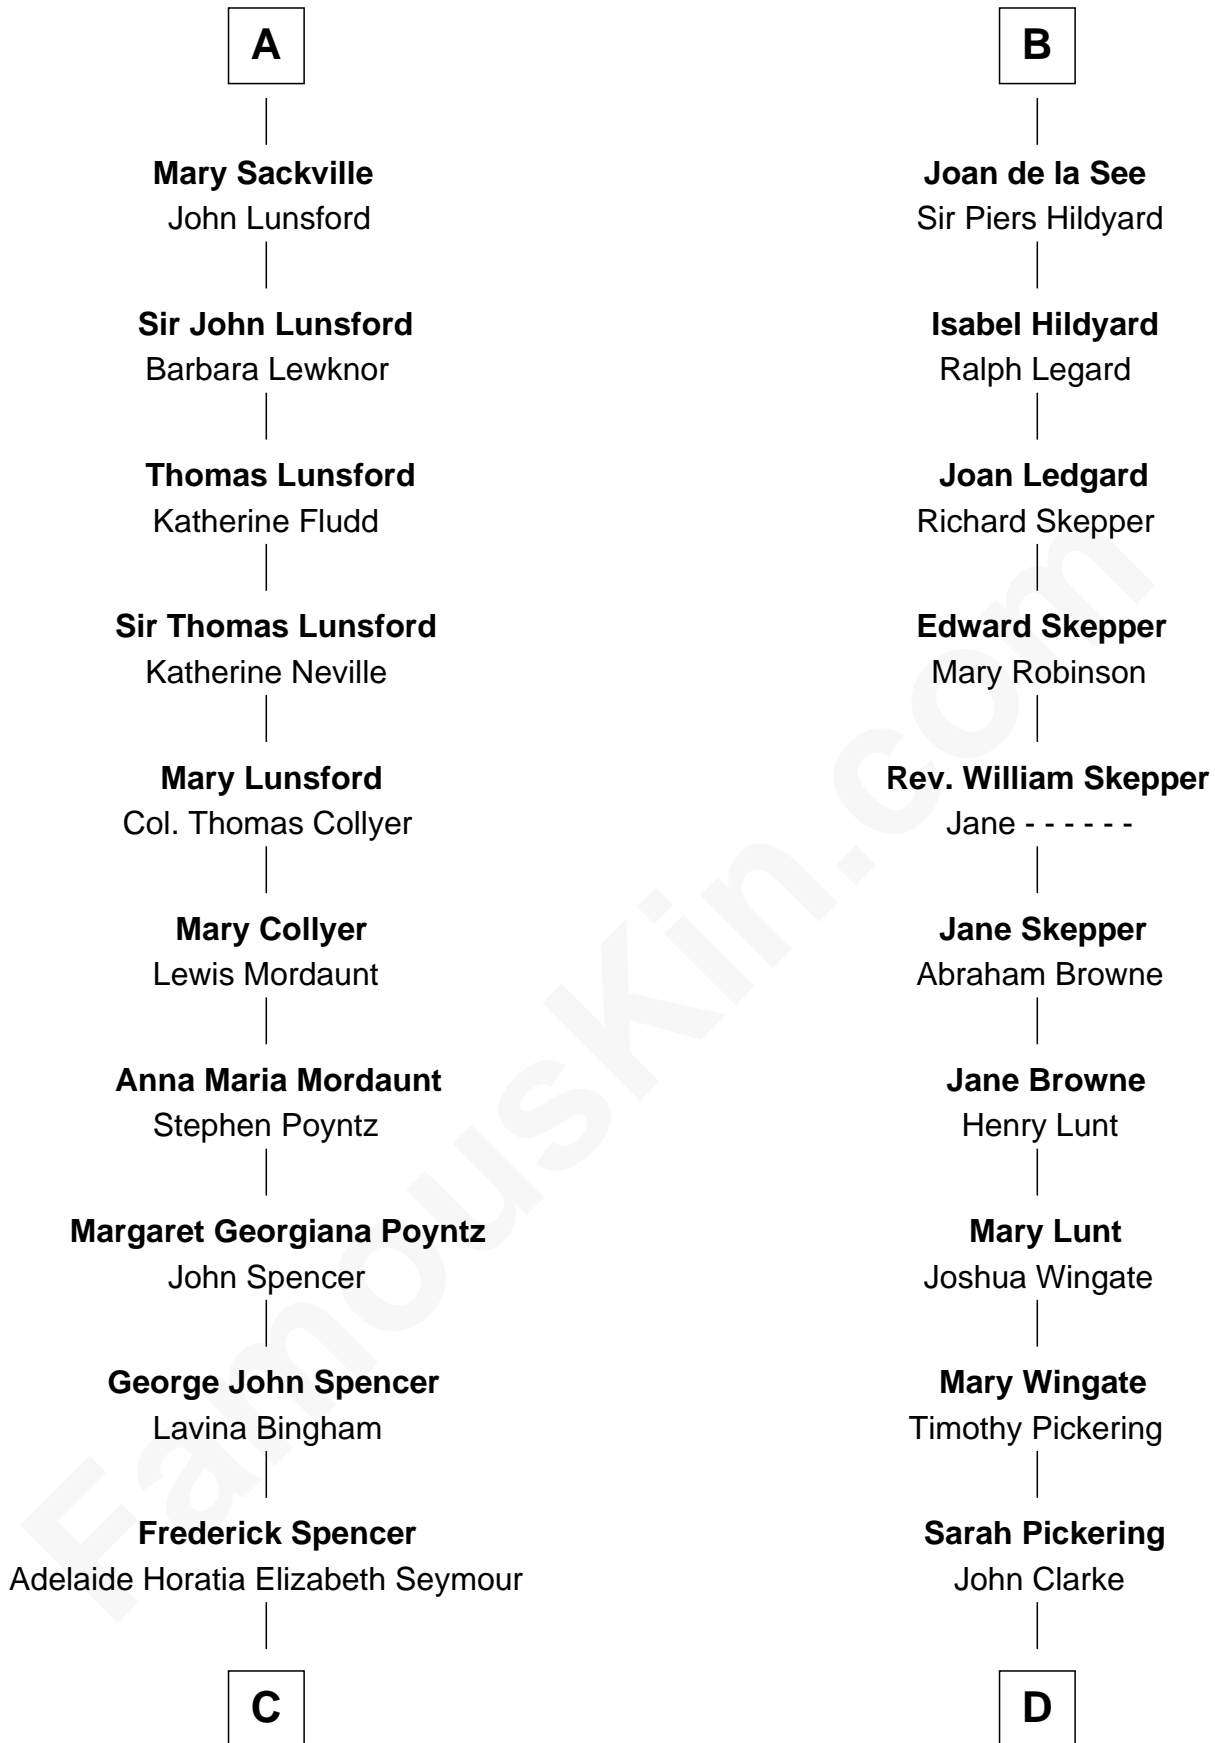 A
Mary Sackville
John Lunsford
Sir John Lunsford
Barbara Lewknor
Thomas Lunsford
Katherine Fludd
Sir Thomas Lunsford
Katherine Neville
Mary Lunsford
Col. Thomas Collyer
Mary Collyer
Lewis Mordaunt
Anna Maria Mordaunt
Stephen Poyntz
Margaret Georgiana Poyntz
John Spencer
George John Spencer
Lavina Bingham
Frederick Spencer
Adelaide Horatia Elizabeth Seymour
C
B
Joan de la See
Sir Piers Hildyard
Isabel Hildyard
Ralph Legard
Joan Ledgard
Richard Skepper
Edward Skepper
Mary Robinson
Rev. William Skepper
Jane - - - - - -
Jane Skepper
Abraham Browne
Jane Browne
Henry Lunt
Mary Lunt
Joshua Wingate
Mary Wingate
Timothy Pickering
Sarah Pickering
John Clarke
D
FamousKin.com